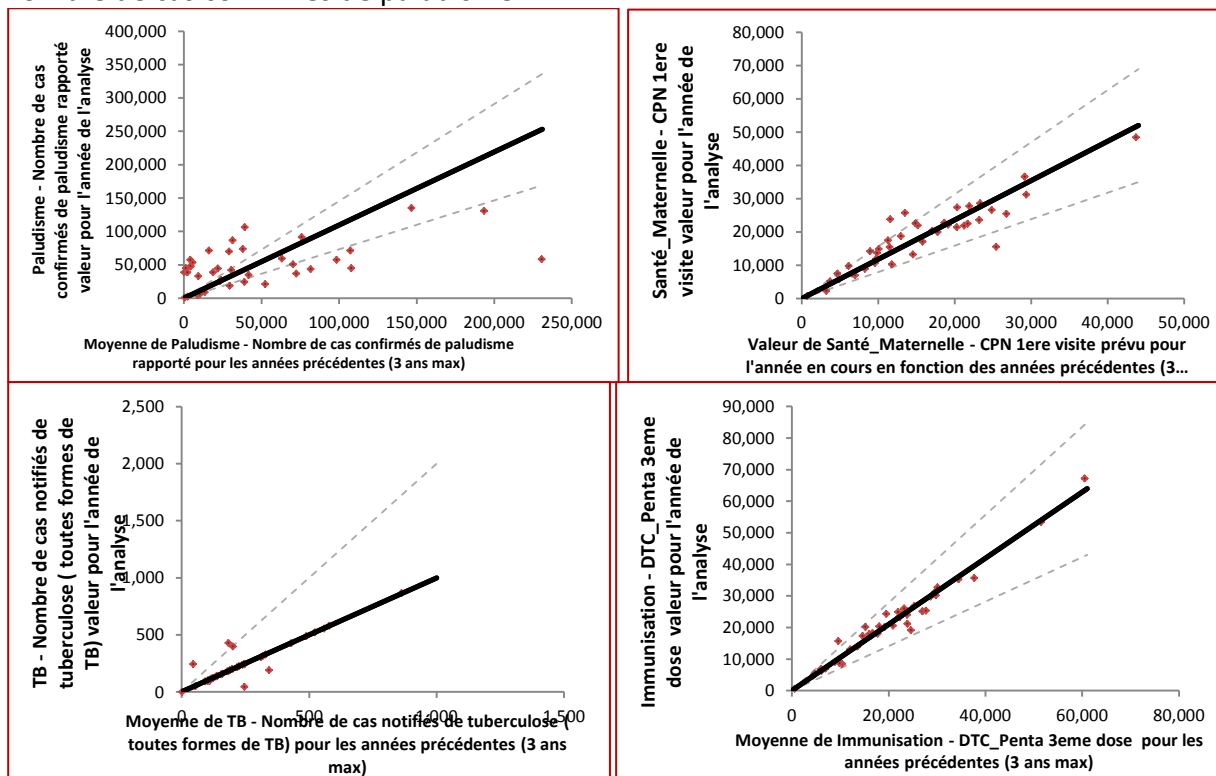 400,000
350,000
300,000
250,000
200,000
150,000
100,000
50,000
0
0
50,000
100,000
150,000
200,000
250,000
Paludisme - Nombre de cas
confirmés de paludisme rapporté
valeur pour l'année de l'analyse
Moyenne de Paludisme - Nombre de cas confirmés de paludisme
rapporté pour les années précédentes (3 ans max)
80,000
70,000
60,000
50,000
40,000
30,000
20,000
10,000
0
0
10,000
20,000
30,000
40,000
50,000
Santé_Maternelle - CPN 1ere
visite valeur pour l'année de
l'analyse
Valeur de Santé_Maternelle - CPN 1ere visite prévu pour
l'année en cours en fonction des années précédentes (3...
2,500
2,000
1,500
1,000
500
0
0
500
1,000
1,500
TB - Nombre de cas notifiés de
tuberculose ( toutes formes de
TB) valeur pour l'année de
l'analyse
Moyenne de TB - Nombre de cas notifiés de tuberculose (
toutes formes de TB) pour les années précédentes (3 ans
max)
90,000
80,000
70,000
60,000
50,000
40,000
30,000
20,000
10,000
0
0
20,000
40,000
60,000
80,000
Immunisation - DTC_Penta 3eme
dose valeur pour l'année de
l'analyse
Moyenne de Immunisation - DTC_Penta 3eme dose pour les
années précédentes (3 ans max)